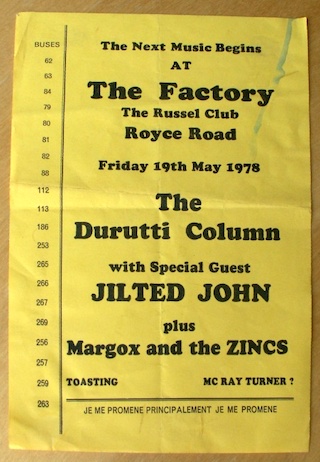 BUSES
62
63
84
79
80
81
82
88
112
113
186
253
265
266
267
269
256
257
259
263
The Next Music Begins
AT
The Factory
The Russel Club
Royce Road
Friday 19th May 1978
The
Durutti Column
with Special Guest
JILTED JOHN
plus
Margox and the ZINCS
TOASTING MC RAY TURNER ?
JE ME PROMENE PRINCIPALEMENT JE ME PROMENE